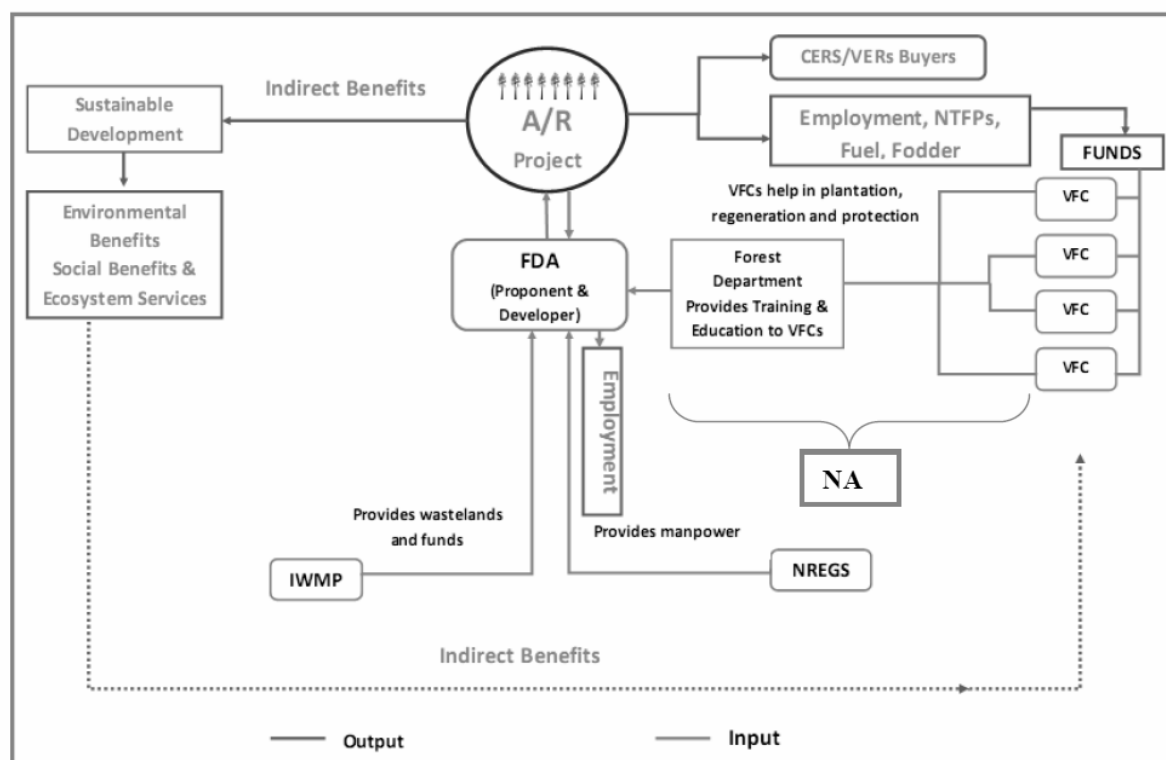 CERS/VERs Buyers
Indirect Benefits
Sustainable
Development
A/R
Project
Employment, NTFPs,
Fuel, Fodder
FUNDS
VFCs help in plantation,
regeneration and protection
VFC
Environmental
Benefits
Social Benefits &
Ecosystem Services
FDA
(Proponent &
Developer)
Forest
Department
Provides Training &
Education to VFCs
VFC
VFC
VFC
Employment
NA
Provides wastelands
and funds
Provides manpower
IWMP
NREGS
Indirect Benefits
Output
Input